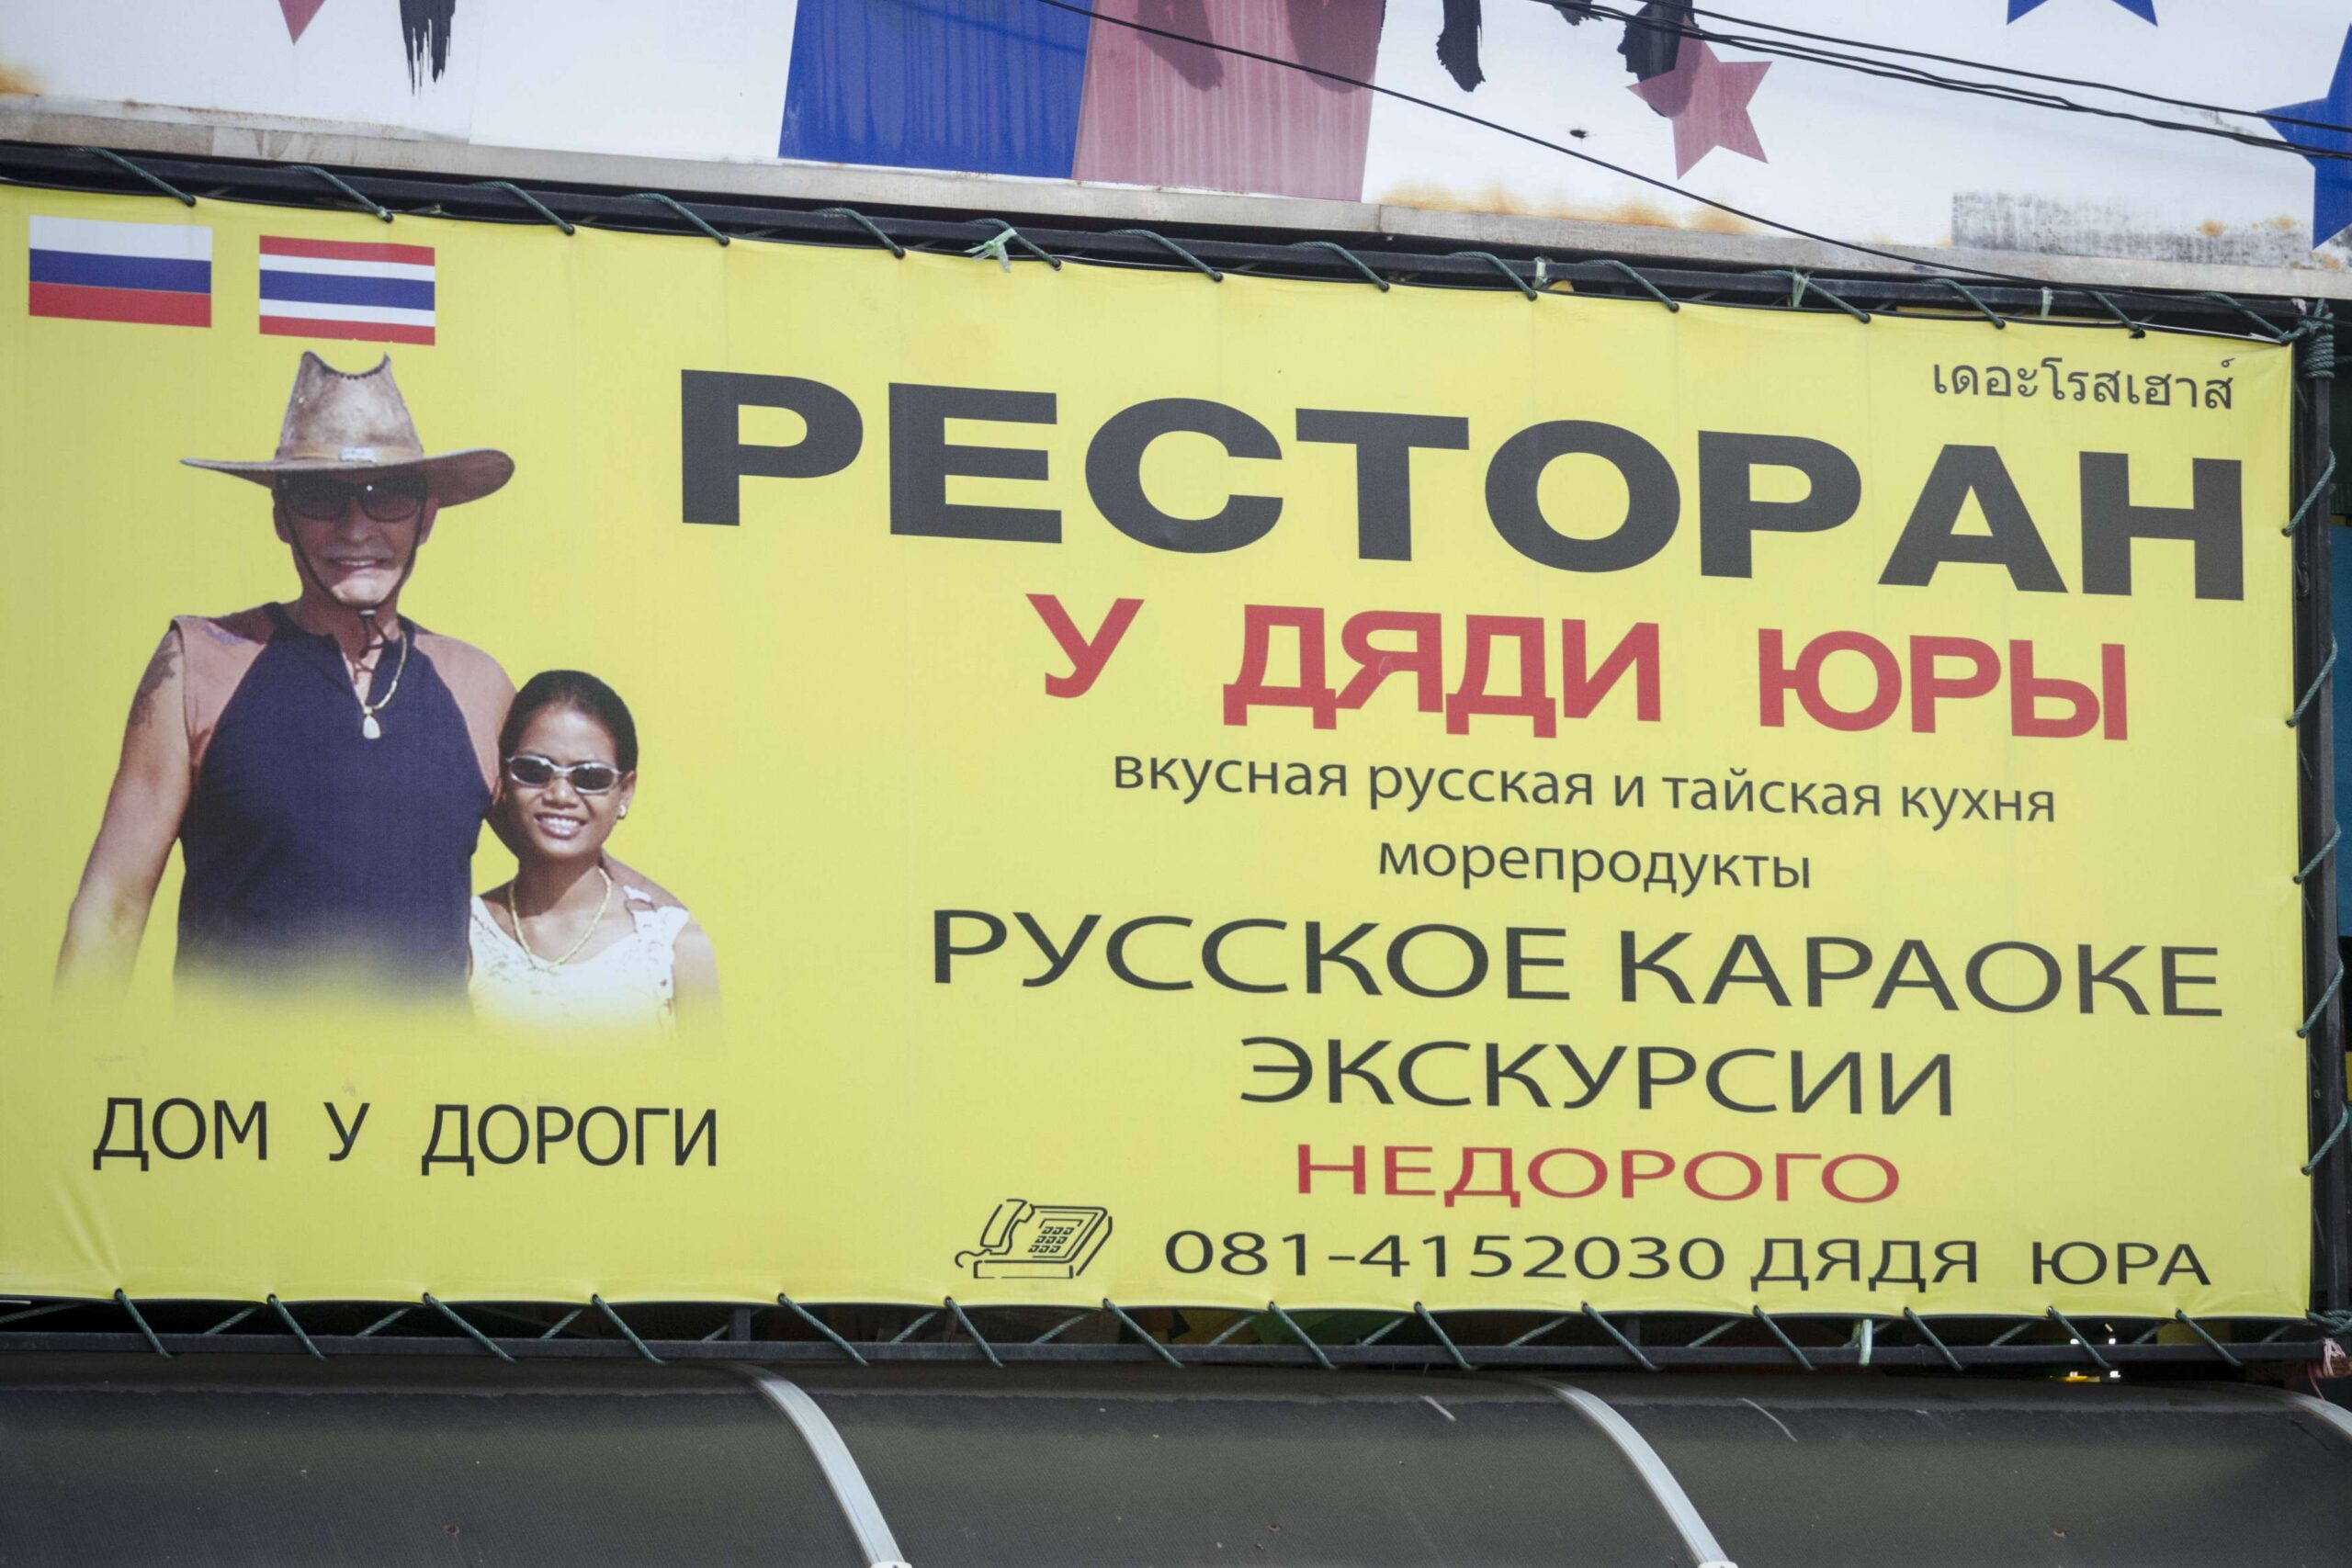 เดอะโรสเฮาส์
РЕСТОРАН
У ДЯДИ ЮРЫ
вкусная русская и тайская кухня
морепродукты
РУССКОЕ КАРАОКЕ
ЭКСКУРСИИ
НЕДОРОГО
081-4152030 ДЯДЯ ЮРА
ДОМ У ДОРОГИ